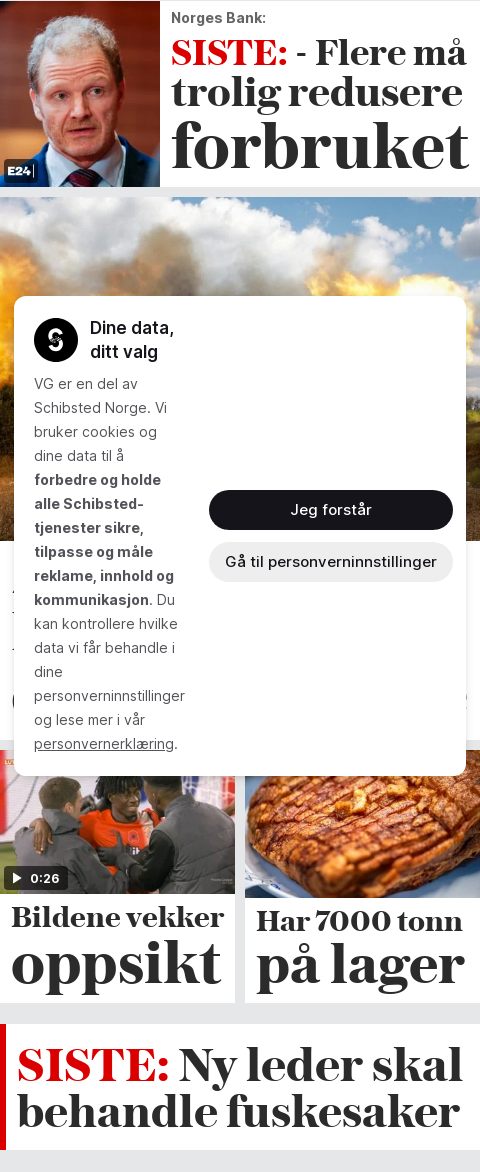 Norges Bank:
SISTE: - Flere må
trolig redusere
forbruket
E24
Dine data,
ditt valg
VG er en del av
Schibsted Norge. Vi
bruker cookies og
dine data til å
forbedre og holde
alle Schibsted-
tjenester sikre,
tilpasse og måle
reklame, innhold og
kommunikasjon. Du
kan kontrollere hvilke
data vi får behandle i
dine
personverninnstillinger
og lese mer i vår
personvernerklæring.
Jeg forstår
Gå til personverninnstillinger
0:26
Bildene vekker
oppsikt
Har 7000 tonn
på lager
SISTE: Ny leder skal
behandle fuskesaker